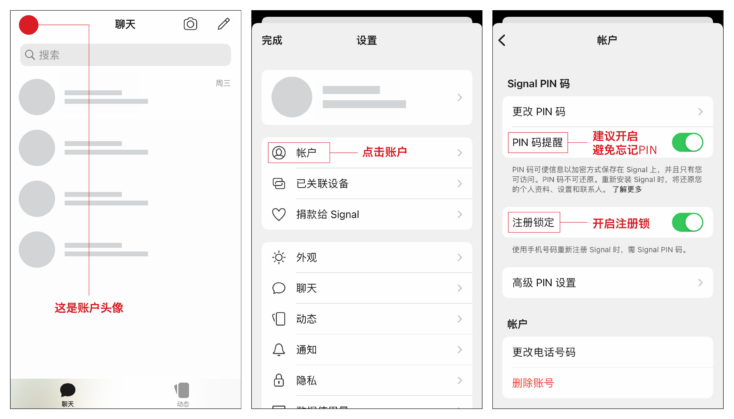 聊天
搜索
周三
这是账户头像
聊天
动态
完成
设置
帐户
点击账户
已关联设备
捐款给 Signal
外观
聊天
动态
通知
隐私
帐户
Signal PIN 码
更改 PIN 码
PIN 码提醒
建议开启
避免忘记PIN
PIN 码可使信息以加密方式保存在 Signal 上，并且只有您
可访问。PIN 码不可还原。重新安装 Signal 时，将还原您
的个人资料、设置和联系人。 了解更多
注册锁定
开启注册锁
使用手机号码重新注册 Signal 时，需 Signal PIN 码。
高级 PIN 设置
帐户
更改电话号码
删除账号